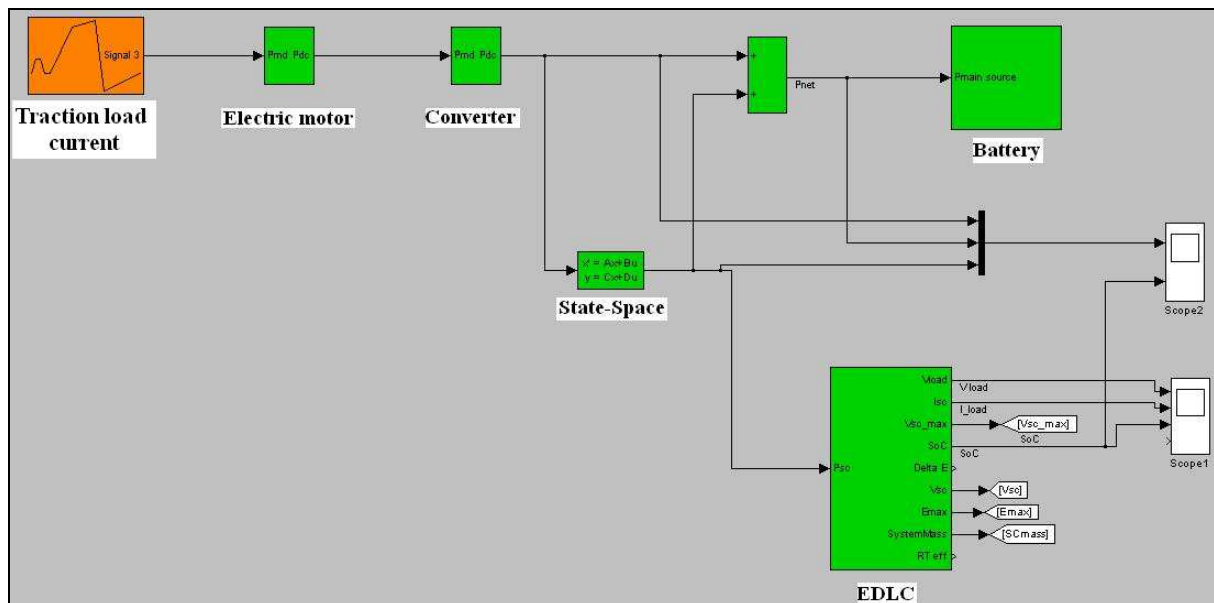 Signal 3
Traction load
current
Pmd Pdc
Electric motor
Pmd Pdc
Converter
+
+
Pnet
Pmain source
Battery
x' = Ax+Bu
y = Cx+Du
State-Space
Scope2
Psc
Vload
Isc
Vsc_max
SoC
Delta E
Vsc
Emax
SystemMass
RT eff
EDLC
V load
I_load
[Vsc_max]
SoC
SoC
[Vsc]
[Emax]
[SCmass]
Scope1